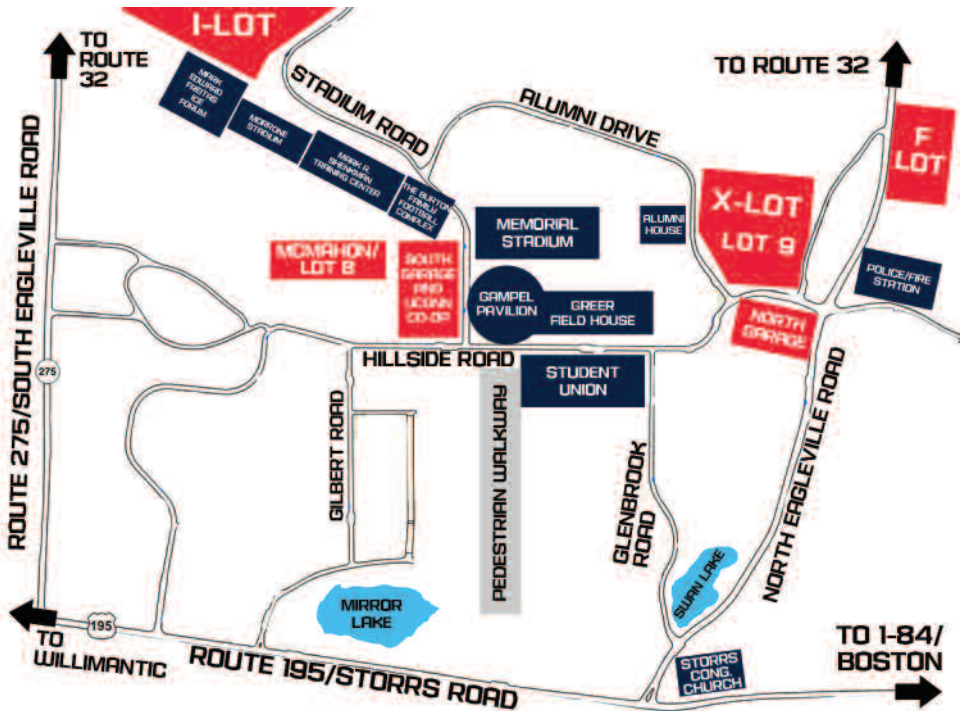 I-LOT
TO
ROUTE
32
MARK
EDWARD
FREITAS
ICE
FORUM
MORRONE
STADIUM
MARK R.
SHENKMAN
TRAINING CENTER
THE BURTON
FAMILY
FOOTBALL
COMPLEX
STADIUM ROAD
ALUMNI DRIVE
TO ROUTE 32
F
LOT
X-LOT
LOT 9
ALUMNI
HOUSE
MEMORIAL
STADIUM
MCMAHON/
LOT B
SOUTH
GARAGE
AND
UCONN
CO-OP
GAMPEL
PAVILION
GREER
FIELD HOUSE
POLICE/FIRE
STATION
NORTH
GARAGE
HILLSIDE ROAD
STUDENT
UNION
ROUTE 275/SOUTH EAGLEVILLE ROAD
275
GILBERT ROAD
PEDESTRIAN WALKWAY
GLENBROOK
ROAD
NORTH EAGLEVILLE ROAD
SWAN LAKE
MIRROR
LAKE
195
TO
WILLIMANTIC
ROUTE 195/STORRS ROAD
STORRS
CONG.
CHURCH
TO 1-84/
BOSTON